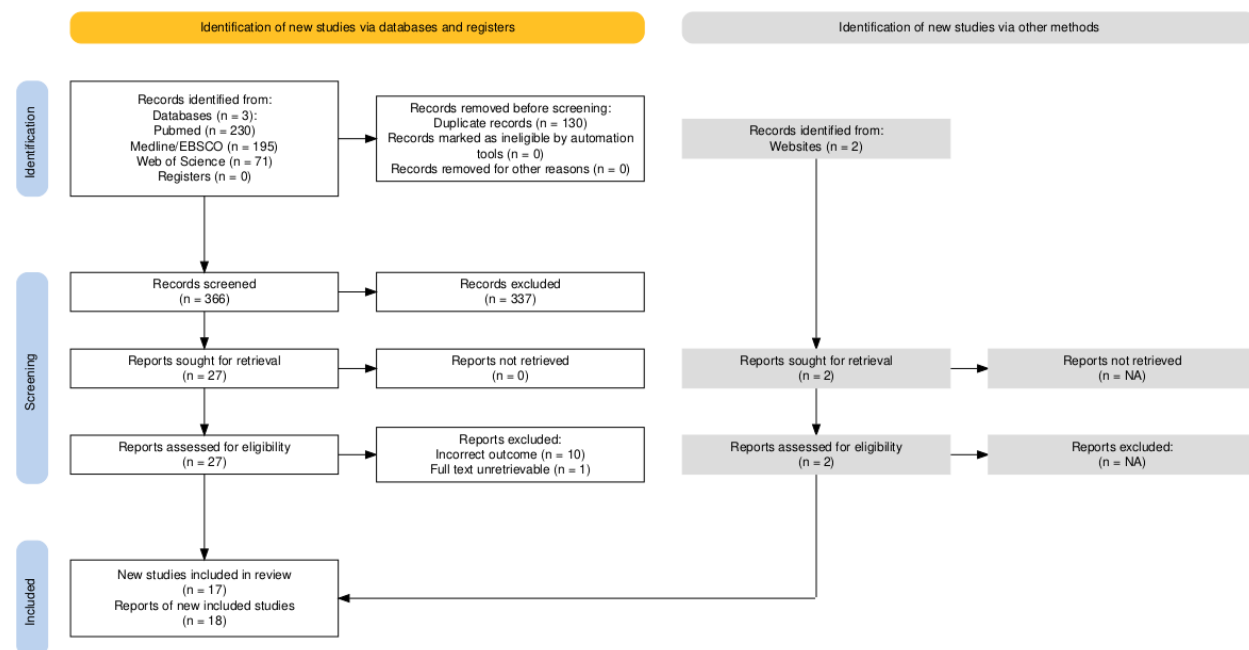 Identification of new studies via databases and registers
Identification of new studies via other methods
Identification
Records identified from:
Databases (n = 3):
Pubmed (n = 230)
Medline/EBSCO (n = 195)
Web of Science (n = 71)
Registers (n = 0)
Records removed before screening:
Duplicate records (n = 130)
Records marked as ineligible by automation
tools (n = 0)
Records removed for other reasons (n = 0)
Records identified from:
Websites (n = 2)
Screening
Records screened
(n = 366)
Records excluded
(n = 337)
Reports sought for retrieval
(n = 27)
Reports not retrieved
(n = 0)
Reports sought for retrieval
(n = 2)
Reports not retrieved
(n = NA)
Reports assessed for eligibility
(n = 27)
Reports excluded:
Incorrect outcome (n = 10)
Full text unretrievable (n = 1)
Reports assessed for eligibility
(n = 2)
Reports excluded:
(n = NA)
Included
New studies included in review
(n = 17)
Reports of new included studies
(n = 18)